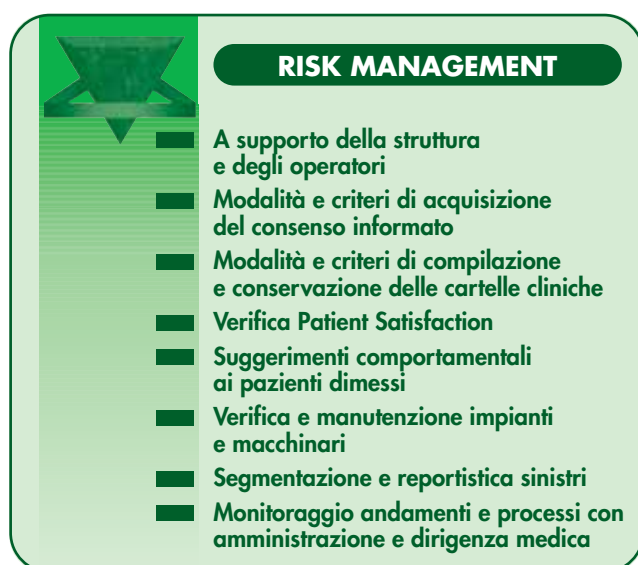 RISK MANAGEMENT
A supporto della struttura
e degli operatori
Modalità e criteri di acquisizione
del consenso informato
Modalità e criteri di compilazione
e conservazione delle cartelle cliniche
Verifica Patient Satisfaction
Suggerimenti comportamentali
ai pazienti dimessi
Verifica e manutenzione impianti
e macchinari
Segmentazione e reportistica sinistri
Monitoraggio andamenti e processi con
amministrazione e dirigenza medica